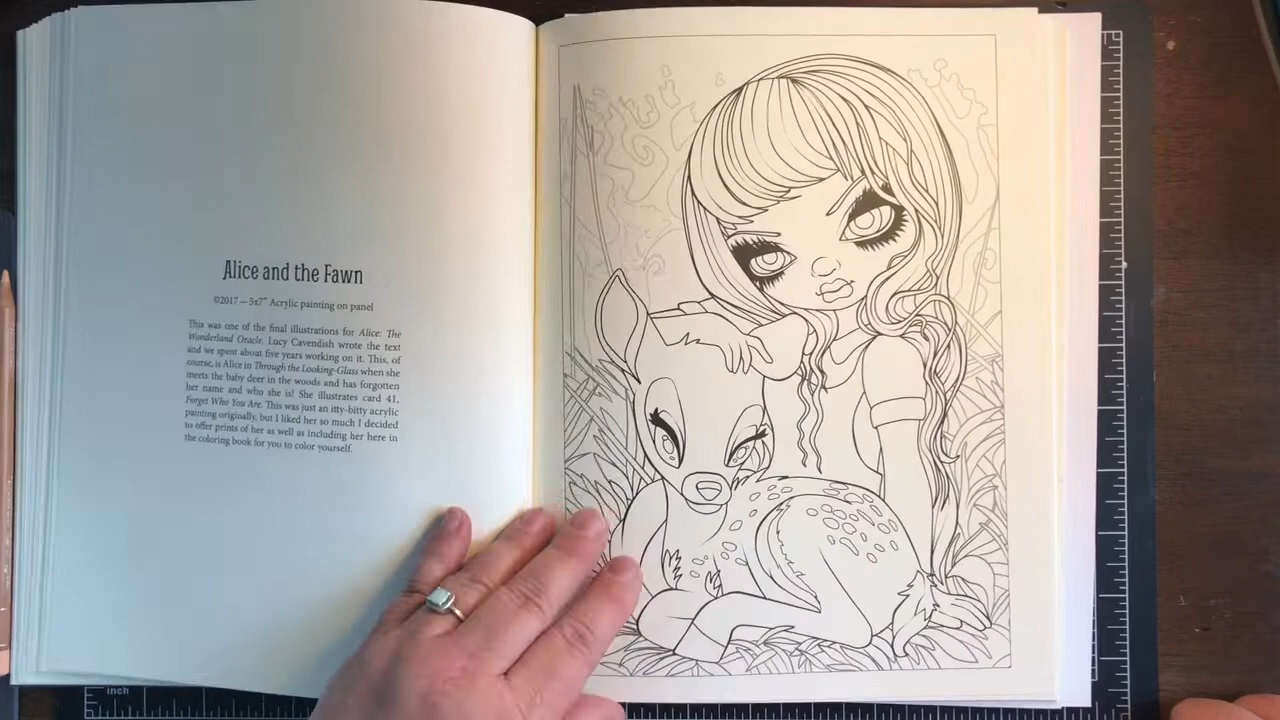 Alice and the Fawn
©2017 — 5x7" Acrylic painting on panel
This was one of the final illustrations for Alice: The
Wonderland Oracle. Lucy Cavendish wrote the text
and we spent about five years working on it. This, of
course, is Alice in Through the Looking-Glass when she
meets the baby deer in the woods and has forgotten
her name and who she is! She illustrates card 41,
Forget Who You Are. This was just an itty-bitty acrylic
painting originally, but I liked her so much I decided
to offer prints of her as well as including her here in
the coloring book for you to color yourself.
inch